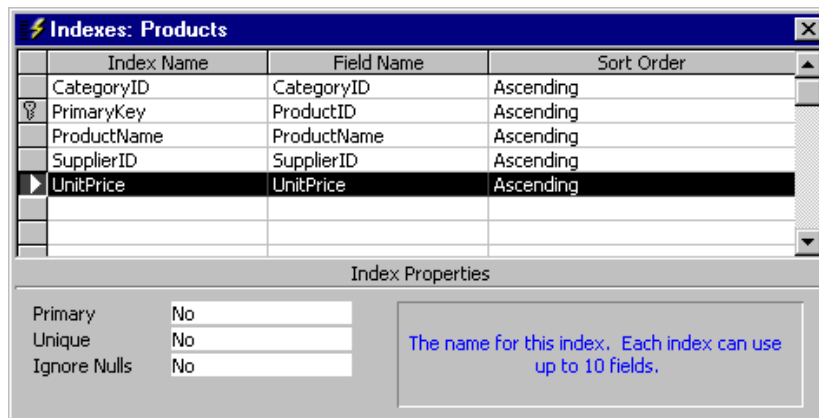 Indexes: Products
Index Name Field Name Sort Order
CategoryID CategoryID Ascending
PrimaryKey ProductID Ascending
ProductName ProductName Ascending
SupplierID SupplierID Ascending
UnitPrice UnitPrice Ascending
Index Properties
Primary No
Unique No
Ignore Nulls No
The name for this index. Each index can use
up to 10 fields.